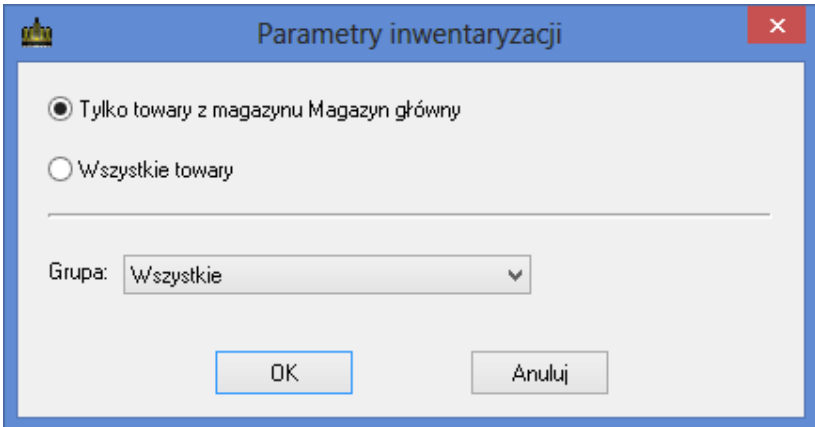 Parametry inwentaryzacji
Tylko towary z magazynu Magazyn główny
Wszystkie towary
Grupa: Wszystkie
OK Anuluj